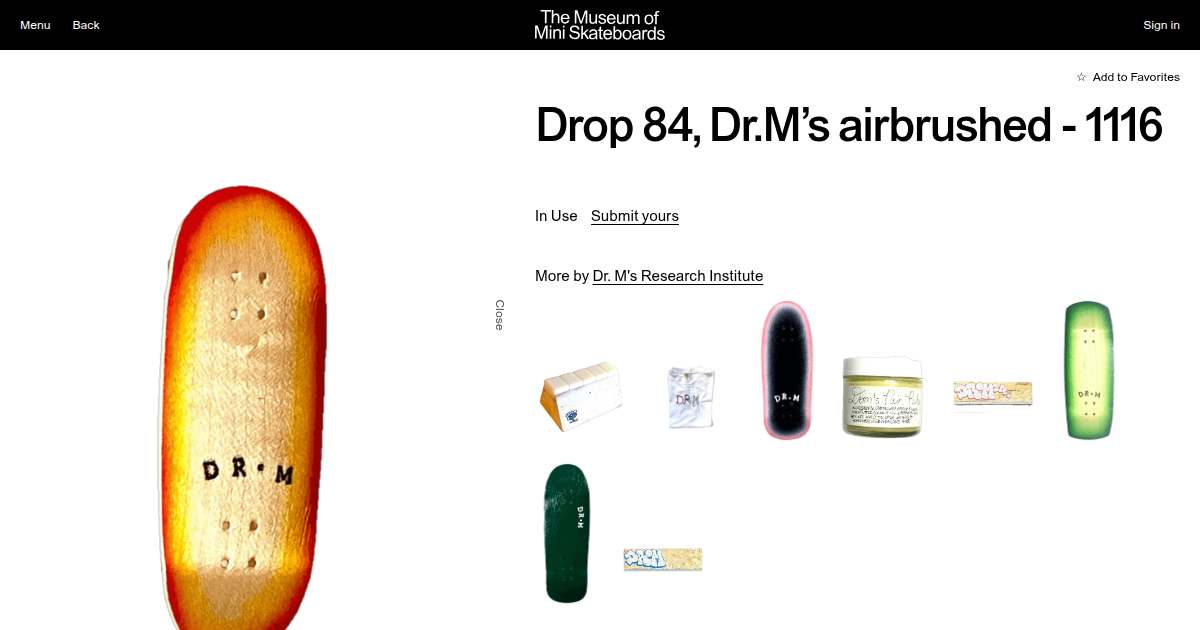 Menu
Back
The Museum of
Mini Skateboards
Sign in
☆ Add to Favorites
Drop 84, Dr.M’s airbrushed - 1116
In Use
Submit yours
More by Dr. M's Research Institute
Close
DR•M
DR M
DR•M
DR•M
DR•M